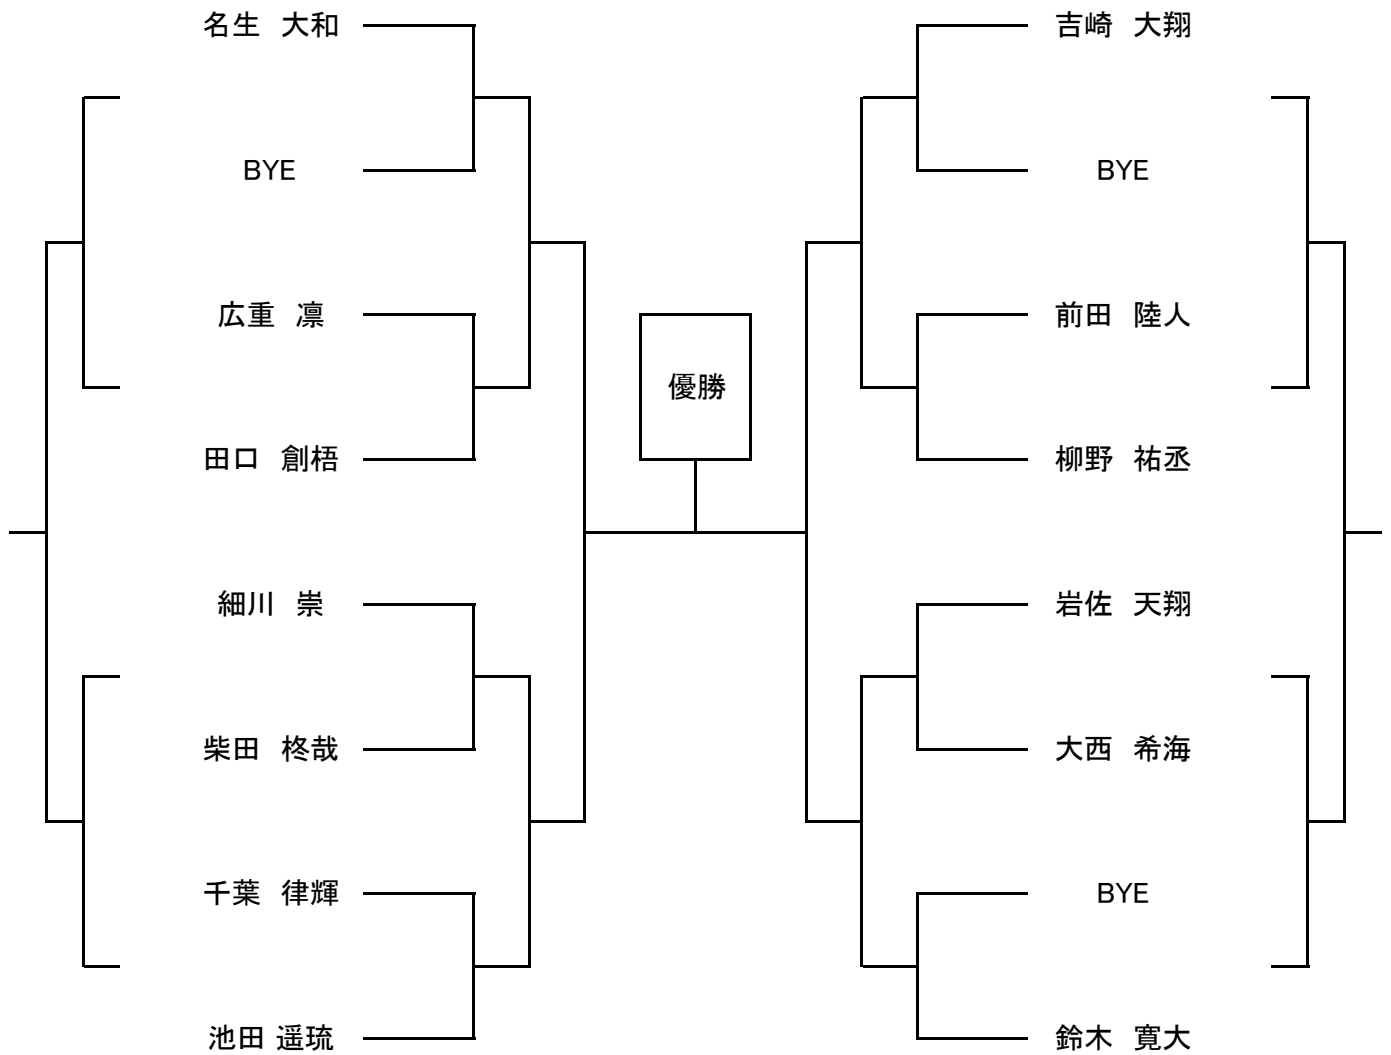 名生 大和
BYE
広重 凛
田口 創梧
細川 崇
柴田 柊哉
千葉 律輝
池田 遥琉
優勝
吉崎 大翔
BYE
前田 陸人
柳野 祐丞
岩佐 天翔
大西 希海
BYE
鈴木 寛大